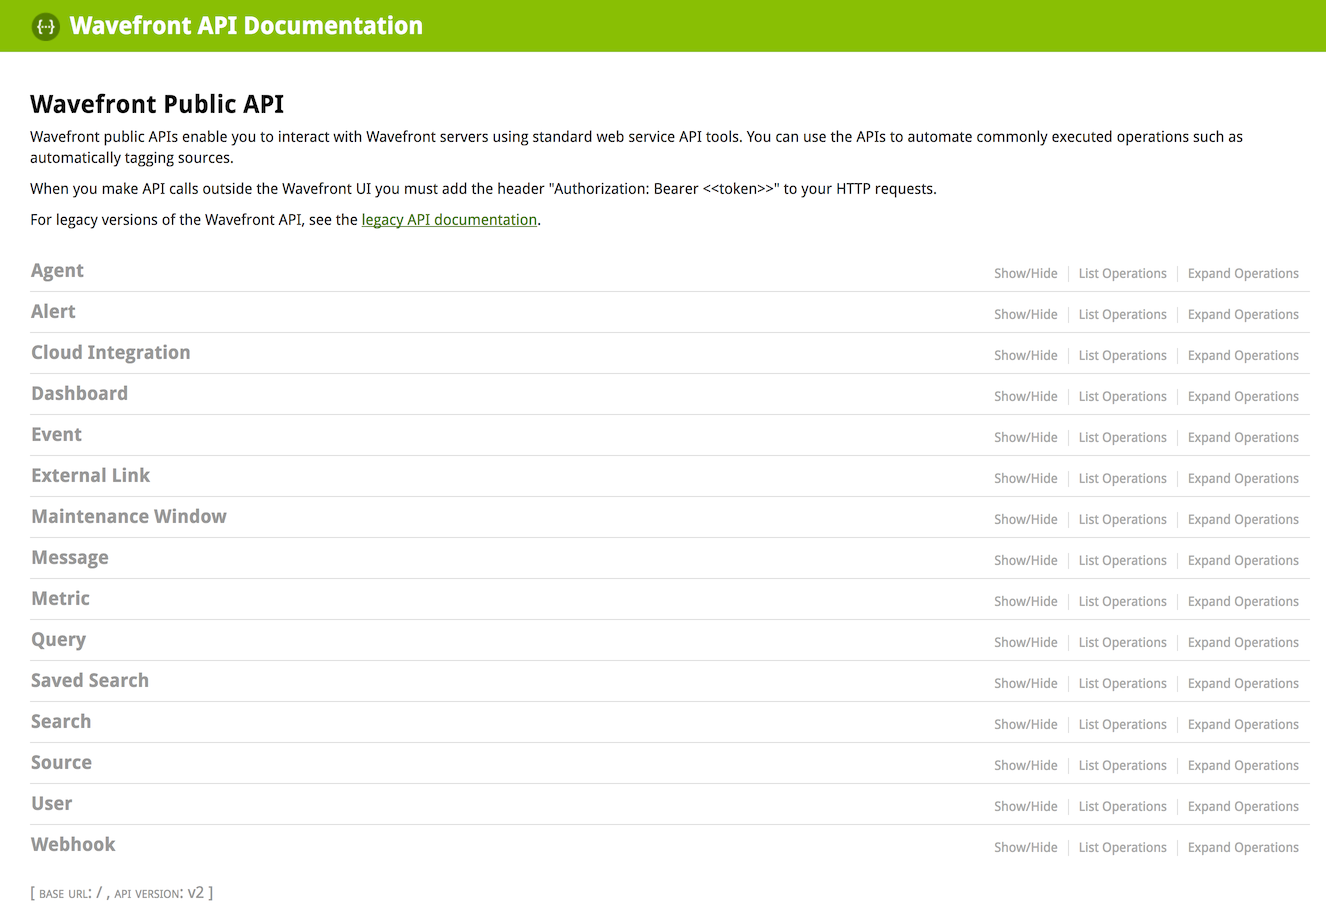 {···} Wavefront API Documentation
Wavefront Public API
Wavefront public APIs enable you to interact with Wavefront servers using standard web service API tools. You can use the APIs to automate commonly executed operations such as
automatically tagging sources.
When you make API calls outside the Wavefront UI you must add the header "Authorization: Bearer <<token>>" to your HTTP requests.
For legacy versions of the Wavefront API, see the legacy API documentation.
Agent Show/Hide List Operations Expand Operations
Alert Show/Hide List Operations Expand Operations
Cloud Integration Show/Hide List Operations Expand Operations
Dashboard Show/Hide List Operations Expand Operations
Event Show/Hide List Operations Expand Operations
External Link Show/Hide List Operations Expand Operations
Maintenance Window Show/Hide List Operations Expand Operations
Message Show/Hide List Operations Expand Operations
Metric Show/Hide List Operations Expand Operations
Query Show/Hide List Operations Expand Operations
Saved Search Show/Hide List Operations Expand Operations
Search Show/Hide List Operations Expand Operations
Source Show/Hide List Operations Expand Operations
User Show/Hide List Operations Expand Operations
Webhook Show/Hide List Operations Expand Operations
[ BASE URL: / , API VERSION: v2 ]